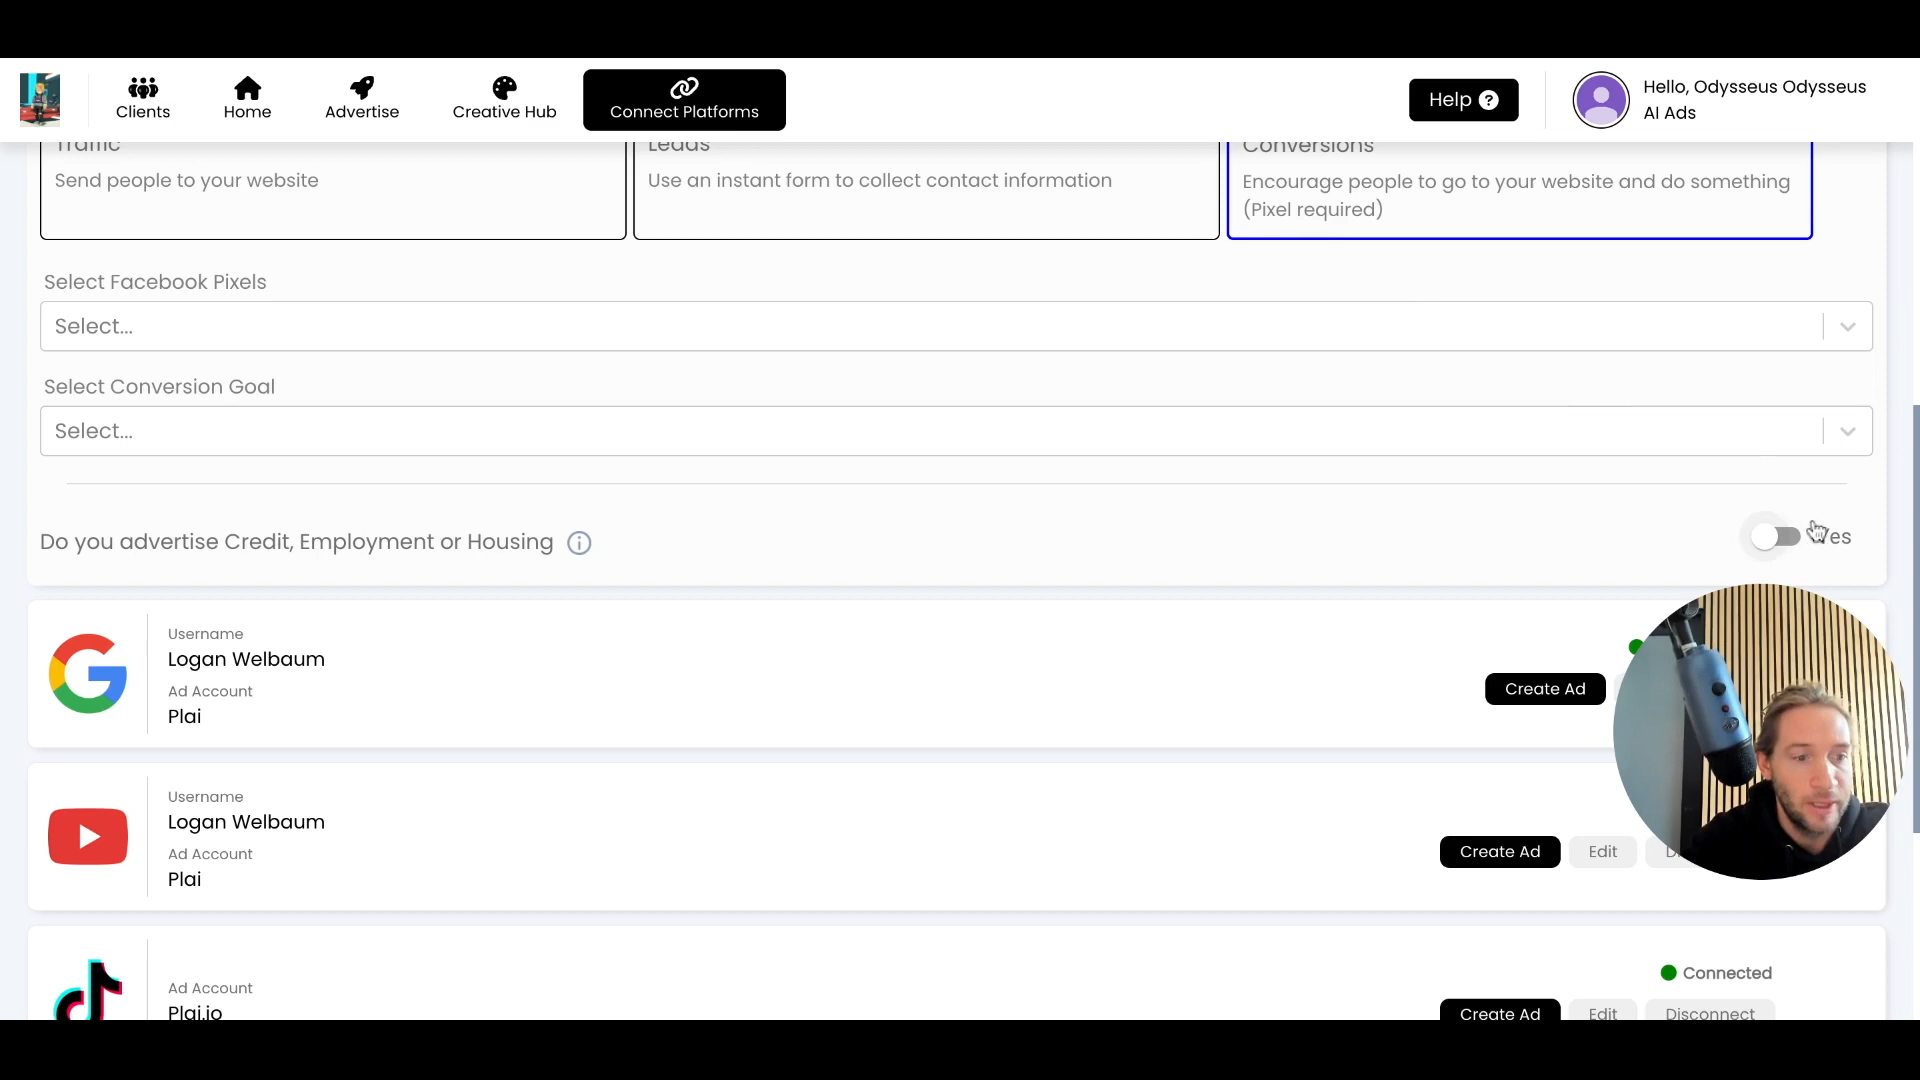 Clients
Home
Advertise
Creative Hub
Connect Platforms
Help ?
Hello, Odysseus Odysseus
AI Ads
Traffic
Leads
Conversions
Send people to your website
Use an instant form to collect contact information
Encourage people to go to your website and do something
(Pixel required)
Select Facebook Pixels
Select...
Select Conversion Goal
Select...
Do you advertise Credit, Employment or Housing
Yes
Username
Logan Welbaum
Ad Account
Plai
Create Ad
Username
Logan Welbaum
Ad Account
Plai
Create Ad
Edit
Ad Account
Plai.io
Connected
Create Ad
Edit
Disconnect